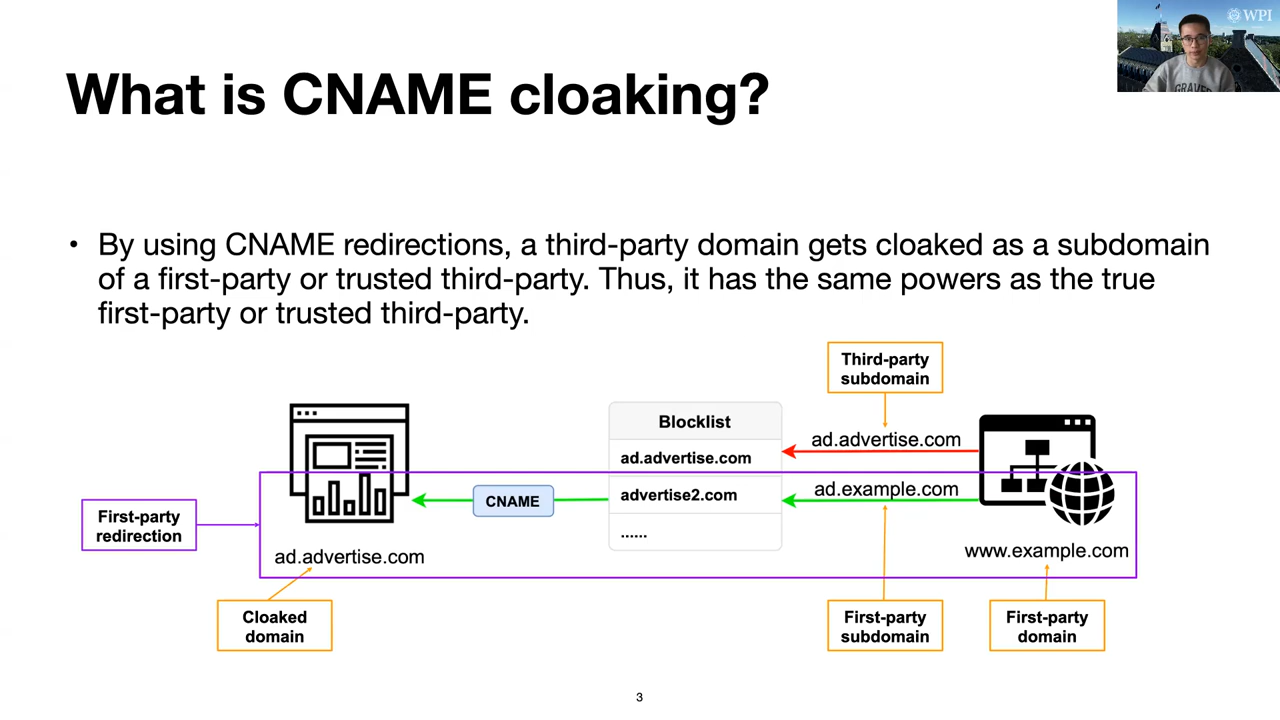 WPI
GRAVE
What is CNAME cloaking?
• By using CNAME redirections, a third-party domain gets cloaked as a subdomain
of a first-party or trusted third-party. Thus, it has the same powers as the true
first-party or trusted third-party.
Third-party
subdomain
Blocklist
ad.advertise.com
ad.advertise.com
advertise2.com
ad.example.com
CNAME
......
First-party
redirection
ad.advertise.com
www.example.com
Cloaked
domain
First-party
subdomain
First-party
domain
3